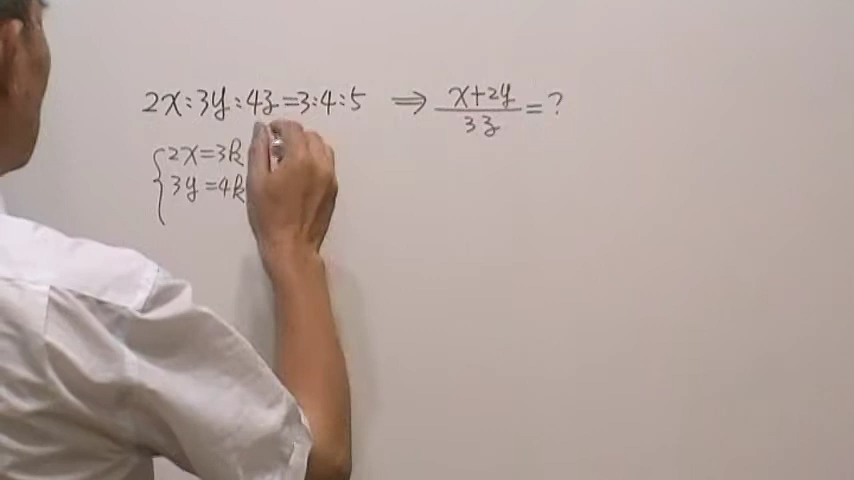 2x:3y:4z=3:4:5 ⟹ x+2y/3z = ?
{2x=3k
3y=4k